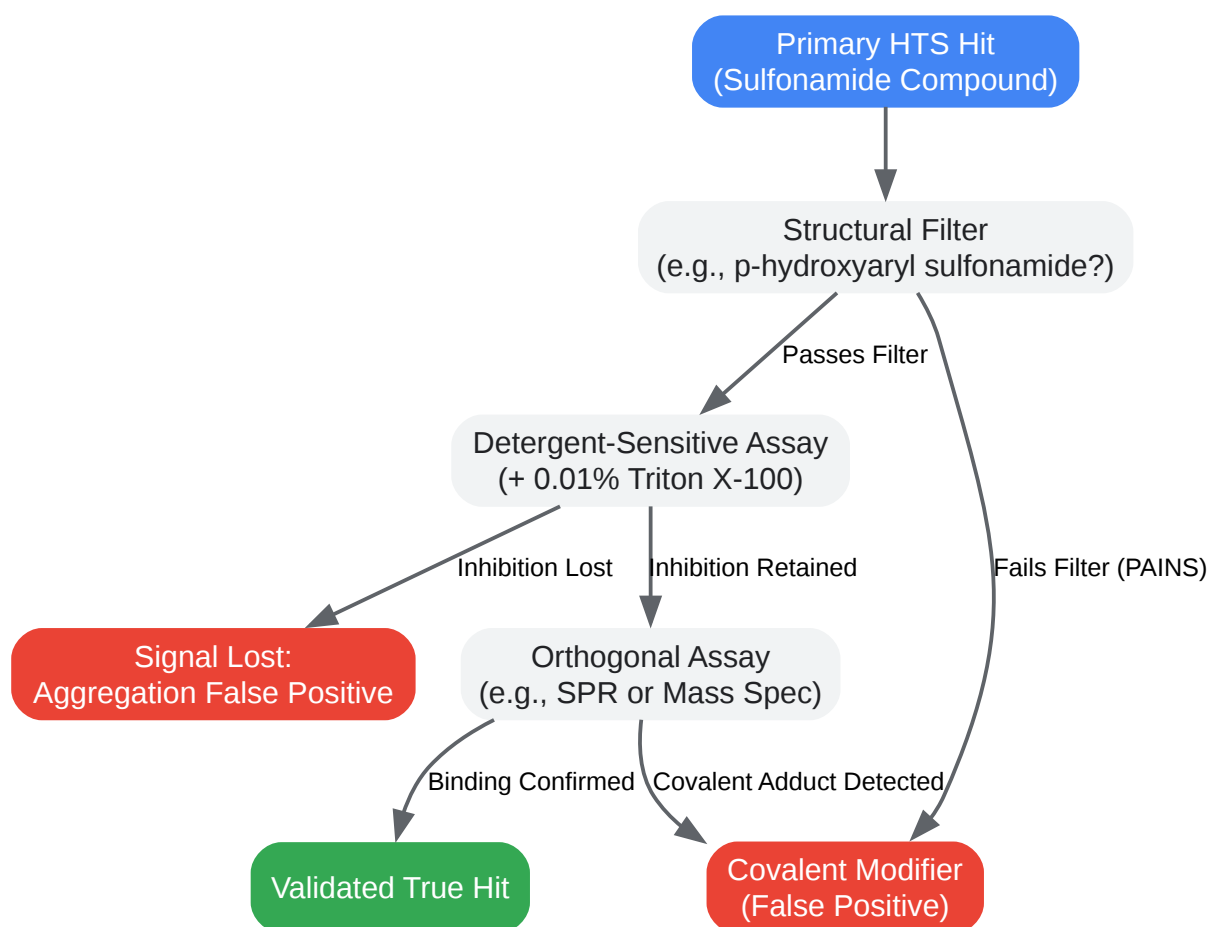 Primary HTS Hit
(Sulfonamide Compound)
Structural Filter
(e.g., p-hydroxyaryl sulfonamide?)
Passes Filter
Detergent-Sensitive Assay
(+ 0.01% Triton X-100)
Inhibition Lost
Inhibition Retained
Fails Filter (PAINS)
Signal Lost:
Aggregation False Positive
Orthogonal Assay
(e.g., SPR or Mass Spec)
Binding Confirmed
Covalent Adduct Detected
Validated True Hit
Covalent Modifier
(False Positive)